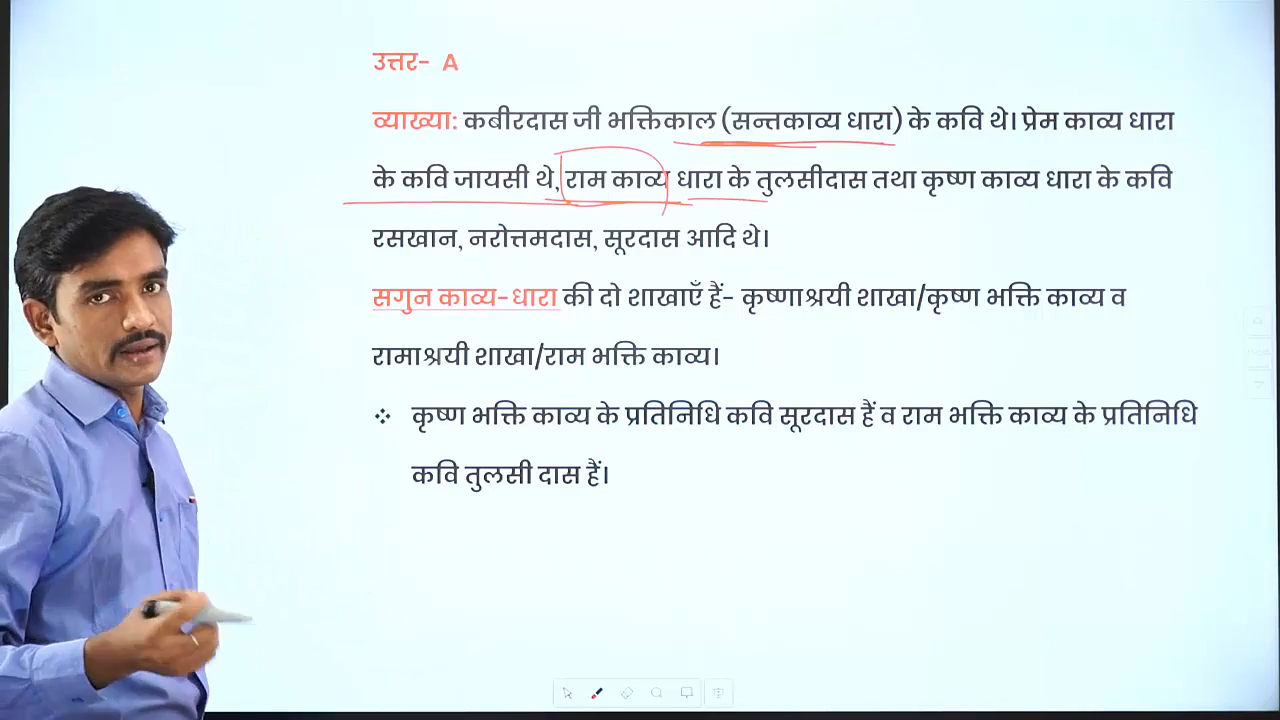 उत्तर- A
व्याख्या: कबीरदास जी भक्तिकाल (सन्तकाव्य धारा) के कवि थे। प्रेम काव्य धारा
के कवि जायसी थे, राम काव्य धारा के तुलसीदास तथा कृष्ण काव्य धारा के कवि
रसखान, नरोत्तमदास, सूरदास आदि थे।
सगुन काव्य-धारा की दो शाखाएँ हैं- कृष्णाश्रयी शाखा/कृष्ण भक्ति काव्य व
रामाश्रयी शाखा/राम भक्ति काव्य।
❖ कृष्ण भक्ति काव्य के प्रतिनिधि कवि सूरदास हैं व राम भक्ति काव्य के प्रतिनिधि
कवि तुलसी दास हैं।